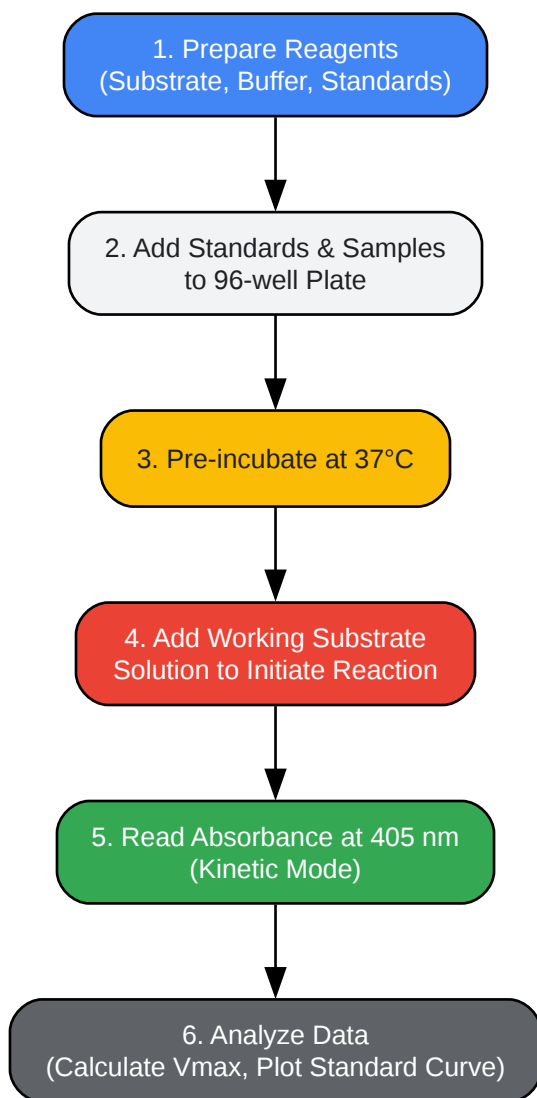 1. Prepare Reagents
(Substrate, Buffer, Standards)
2. Add Standards & Samples
to 96-well Plate
3. Pre-incubate at 37°C
4. Add Working Substrate
Solution to Initiate Reaction
5. Read Absorbance at 405 nm
(Kinetic Mode)
6. Analyze Data
(Calculate Vmax, Plot Standard Curve)